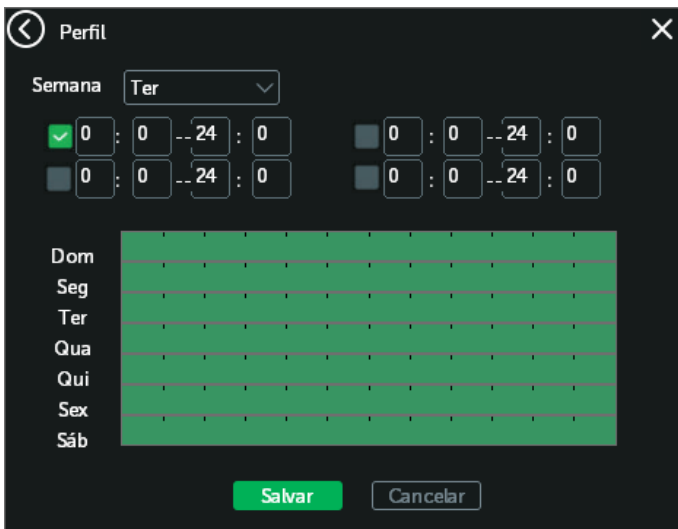 Perfil
Semana Ter
0 : 0 -- 24 : 0 0 : 0 -- 24 : 0
0 : 0 -- 24 : 0 0 : 0 -- 24 : 0
Dom
Seg
Ter
Qua
Qui
Sex
Sáb
Salvar Cancelar